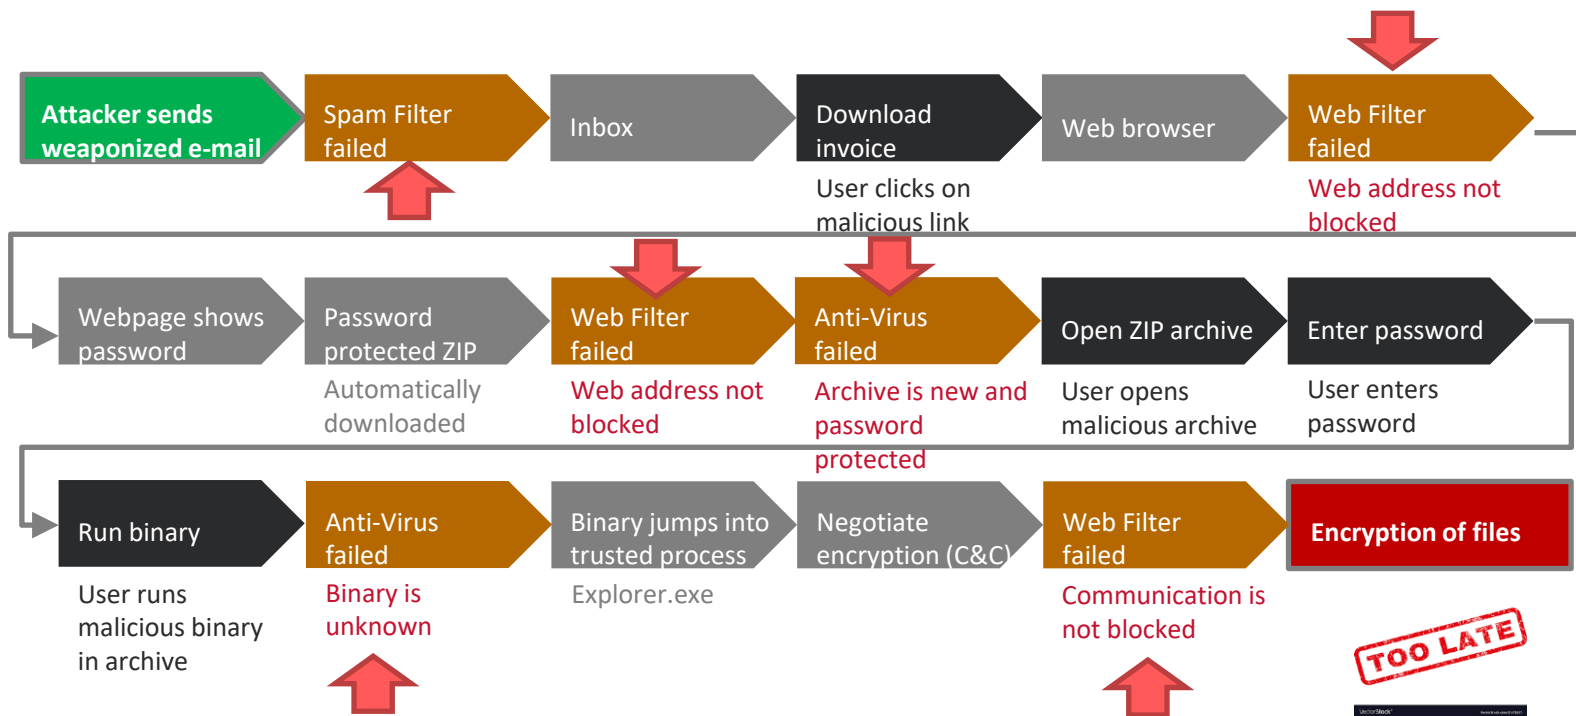 Attacker sends
weaponized e-mail
Spam Filter
failed
Inbox
Download
invoice
User clicks on
malicious link
Web browser
Web Filter
failed
Web address not
blocked
Webpage shows
password
Password
protected ZIP
Automatically
downloaded
Web Filter
failed
Web address not
blocked
Anti-Virus
failed
Archive is new and
password
protected
Open ZIP archive
User opens
malicious archive
Enter password
User enters
password
Run binary
User runs
malicious binary
in archive
Anti-Virus
failed
Binary is
unknown
Binary jumps into
trusted process
Explorer.exe
Negotiate
encryption (C&C)
Web Filter
failed
Communication is
not blocked
Encryption of files
TOO LATE
VectorStock